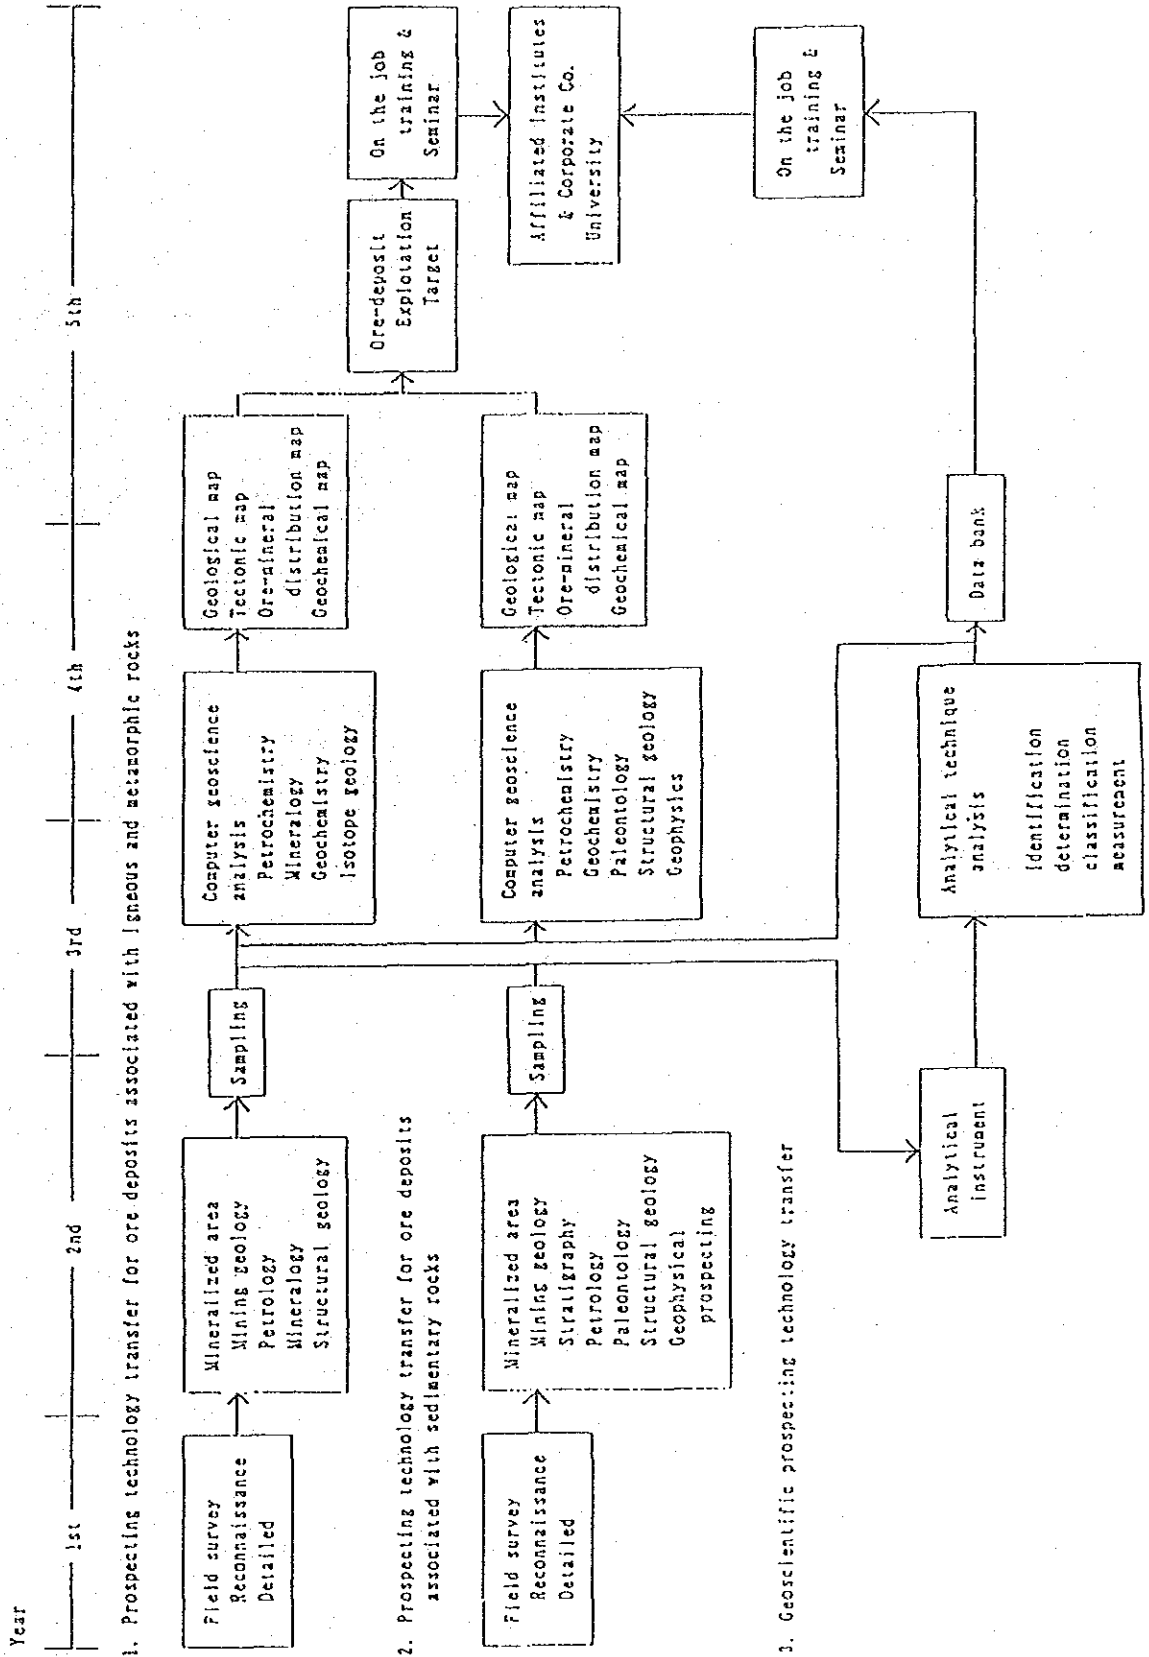 Year
1st
2nd
3rd
4th
5th
1. Prospecting technology transfer for ore deposits associated with igneous and metamorphic rocks
Field survey
Reconnaissance
Detailed
Mineralized area
Mining geology
Petrology
Mineralogy
Structural geology
Sampling
Computer geoscience
analysis
Petrochemistry
Mineralogy
Geochemistry
Isotope geology
Geological map
Tectonic map
Ore-mineral
distribution map
Geochemical map
Ore-deposit
Explotation
Target
On the job
training &
Seminar
Affiliated Institutes
& Corporate Co.
University
2. Prospecting technology transfer for ore deposits
associated with sedimentary rocks
Field survey
Reconnaissance
Detailed
Mineralized area
Mining geology
Stratigraphy
Petrology
Paleontology
Structural geology
Geophysical
prospecting
Sampling
Computer geoscience
analysis
Petrochemistry
Geochemistry
Paleontology
Structural geology
Geophysics
Geological map
Tectonic map
Ore-mineral
distribution map
Geochemical map
3. Geoscientific prospecting technology transfer
Analytical
instrument
Analytical technique
analysis
Identification
determination
classification
measurement
Data bank
On the job
training &
Seminar